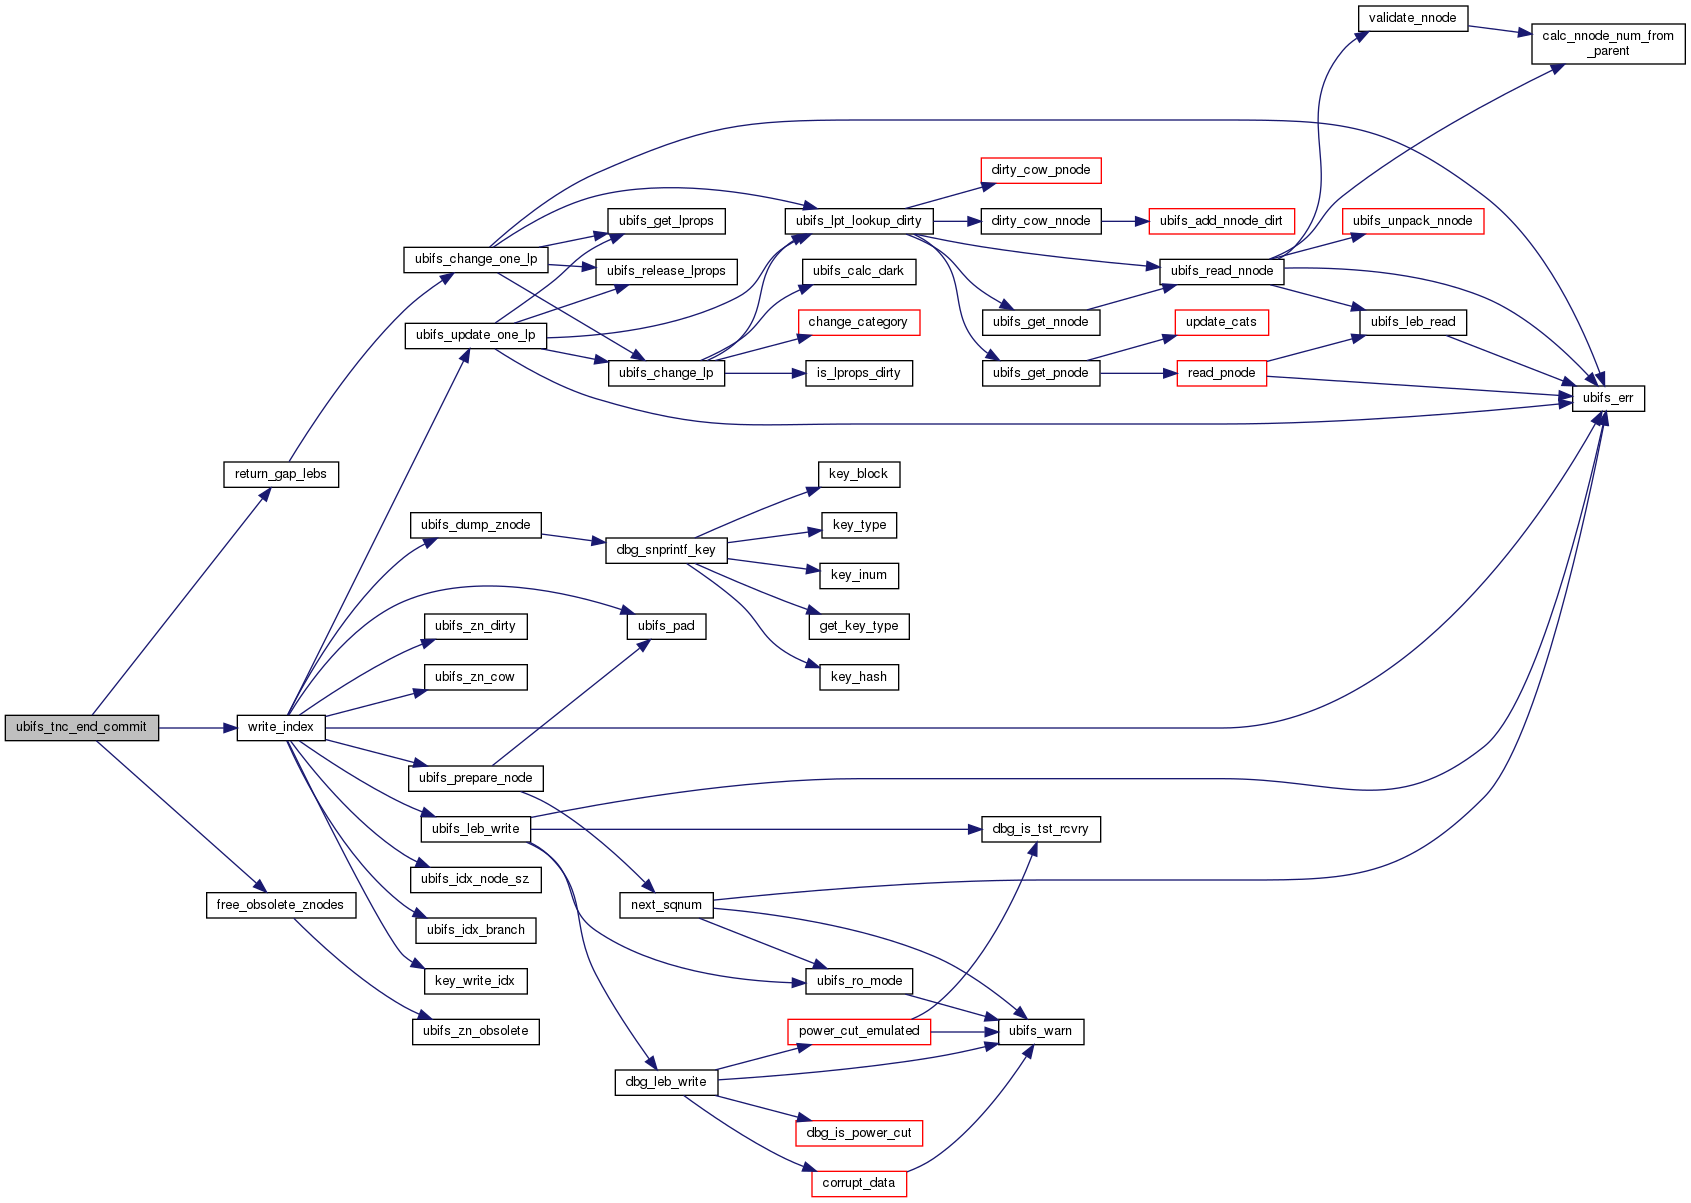 validate_nnode
calc_nnode_num_from
_parent
dirty_cow_pnode
ubifs_get_lprops
ubifs_lpt_lookup_dirty
dirty_cow_nnode
ubifs_add_nnode_dirt
ubifs_unpack_nnode
ubifs_change_one_lp
ubifs_release_lprops
ubifs_calc_dark
ubifs_read_nnode
ubifs_update_one_lp
change_category
ubifs_get_nnode
update_cats
ubifs_leb_read
ubifs_change_lp
is_lprops_dirty
ubifs_get_pnode
read_pnode
ubifs_err
return_gap_lebs
key_block
ubifs_dump_znode
key_type
dbg_snprintf_key
key_inum
ubifs_zn_dirty
ubifs_pad
get_key_type
ubifs_zn_cow
key_hash
ubifs_tnc_end_commit
write_index
ubifs_prepare_node
ubifs_leb_write
dbg_is_tst_rcvry
ubifs_idx_node_sz
free_obsolete_znodes
next_sqnum
ubifs_idx_branch
key_write_idx
ubifs_ro_mode
ubifs_zn_obsolete
power_cut_emulated
ubifs_warn
dbg_leb_write
dbg_is_power_cut
corrupt_data